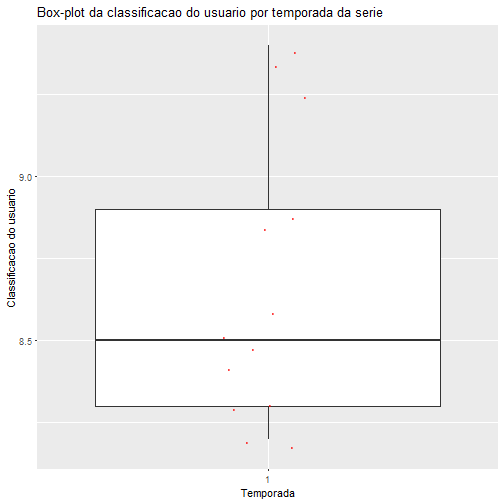 Box-plot da classificacao do usuario por temporada da serie
Classificacao do usuario
9.0
8.5
1
Temporada